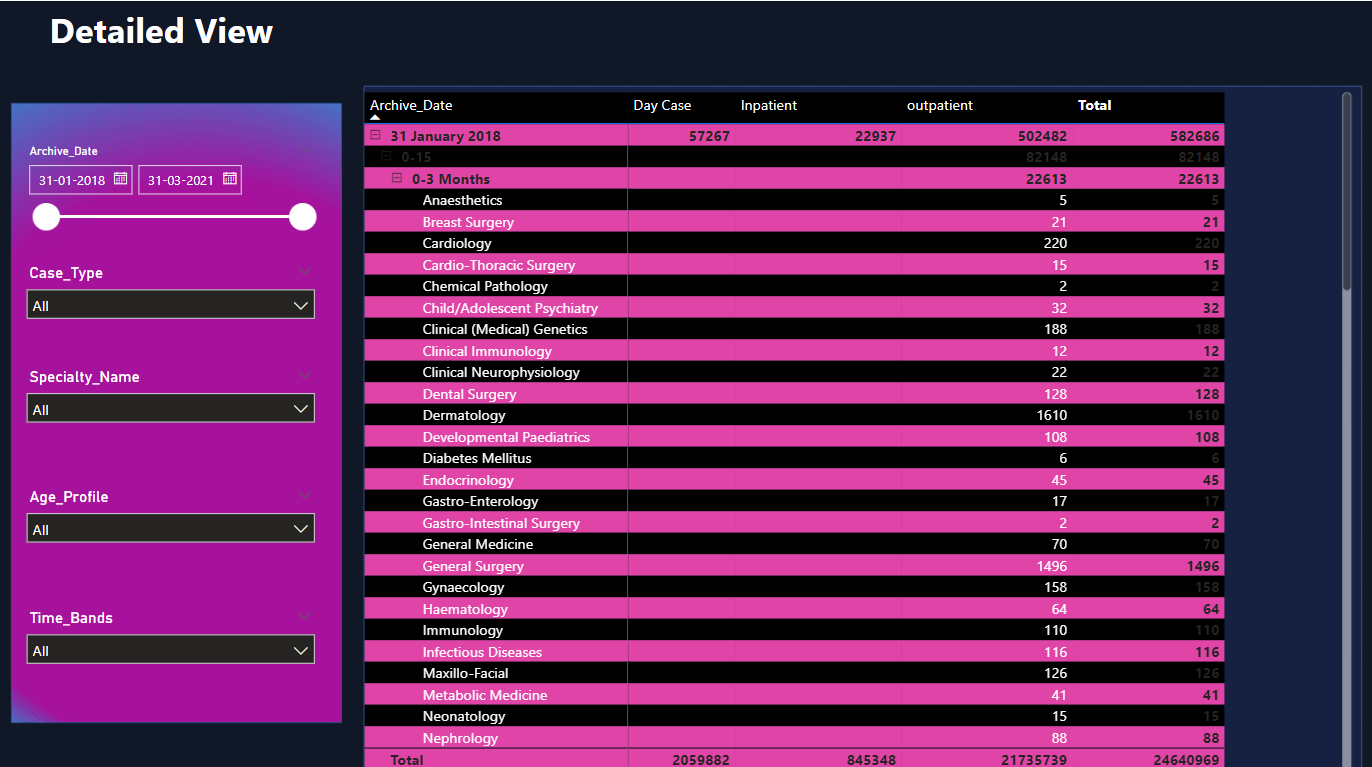 Detailed View
Archive_Date
31-01-2018 31-03-2021
Case_Type
All
Specialty_Name
All
Age_Profile
All
Time_Bands
All
Archive_Date Day Case Inpatient outpatient Total
31 January 2018 57267 22937 502482 582686
0-15 82148 82148
0-3 Months 22613 22613
Anaesthetics 5 5
Breast Surgery 21 21
Cardiology 220 220
Cardio-Thoracic Surgery 15 15
Chemical Pathology 2 2
Child/Adolescent Psychiatry 32 32
Clinical (Medical) Genetics 188 188
Clinical Immunology 12 12
Clinical Neurophysiology 22 22
Dental Surgery 128 128
Dermatology 1610 1610
Developmental Paediatrics 108 108
Diabetes Mellitus 6 6
Endocrinology 45 45
Gastro-Enterology 17 17
Gastro-Intestinal Surgery 2 2
General Medicine 70 70
General Surgery 1496 1496
Gynaecology 158 158
Haematology 64 64
Immunology 110 110
Infectious Diseases 116 116
Maxillo-Facial 126 126
Metabolic Medicine 41 41
Neonatology 15 15
Nephrology 88 88
Total 2059882 845348 21735739 24640969